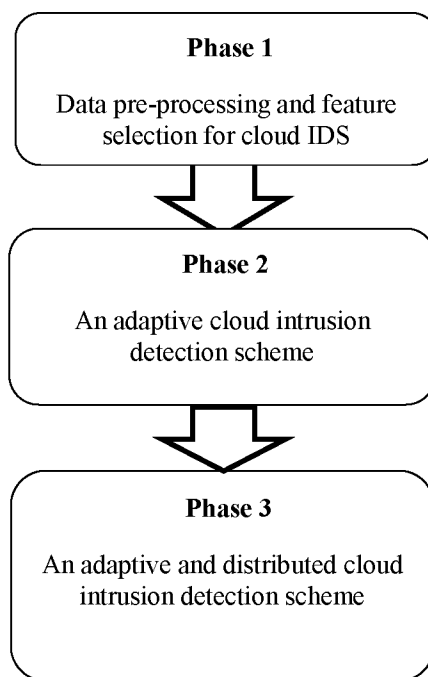 Phase 1
Data pre-processing and feature
selection for cloud IDS
Phase 2
An adaptive cloud intrusion
detection scheme
Phase 3
An adaptive and distributed cloud
intrusion detection scheme